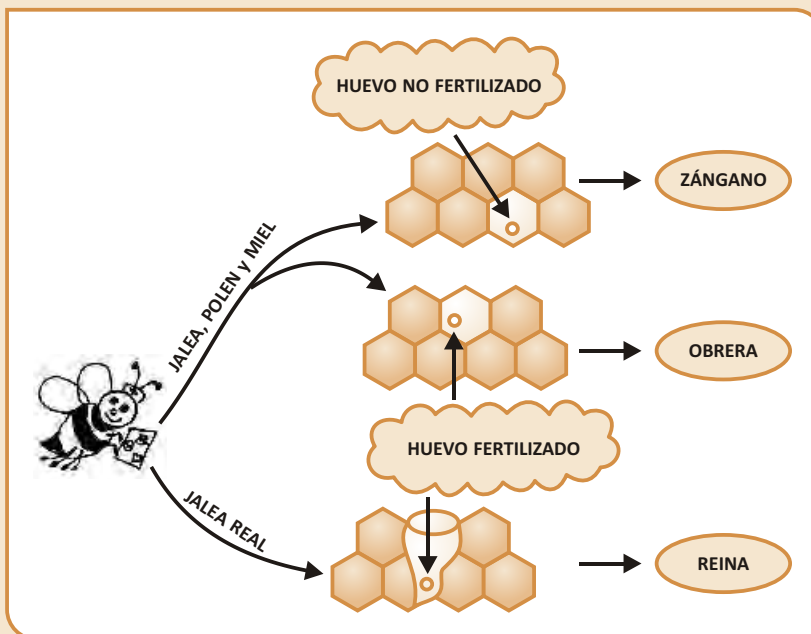 HUEVO NO FERTILIZADO
ZÁNGANO
JALEA, POLEN y MIEL
OBRERA
HUEVO FERTILIZADO
JALEA REAL
REINA